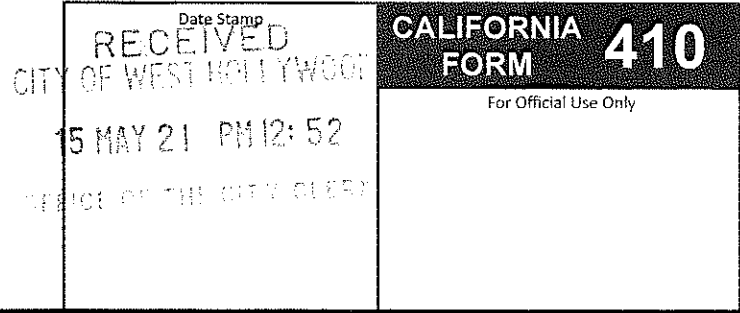 Date Stamp
RECEIVED
CITY OF WEST HOLLYWOOD
15 MAY 21 PM 12: 52
OFFICE OF THE CITY CLERK
CALIFORNIA
FORM 410
For Official Use Only